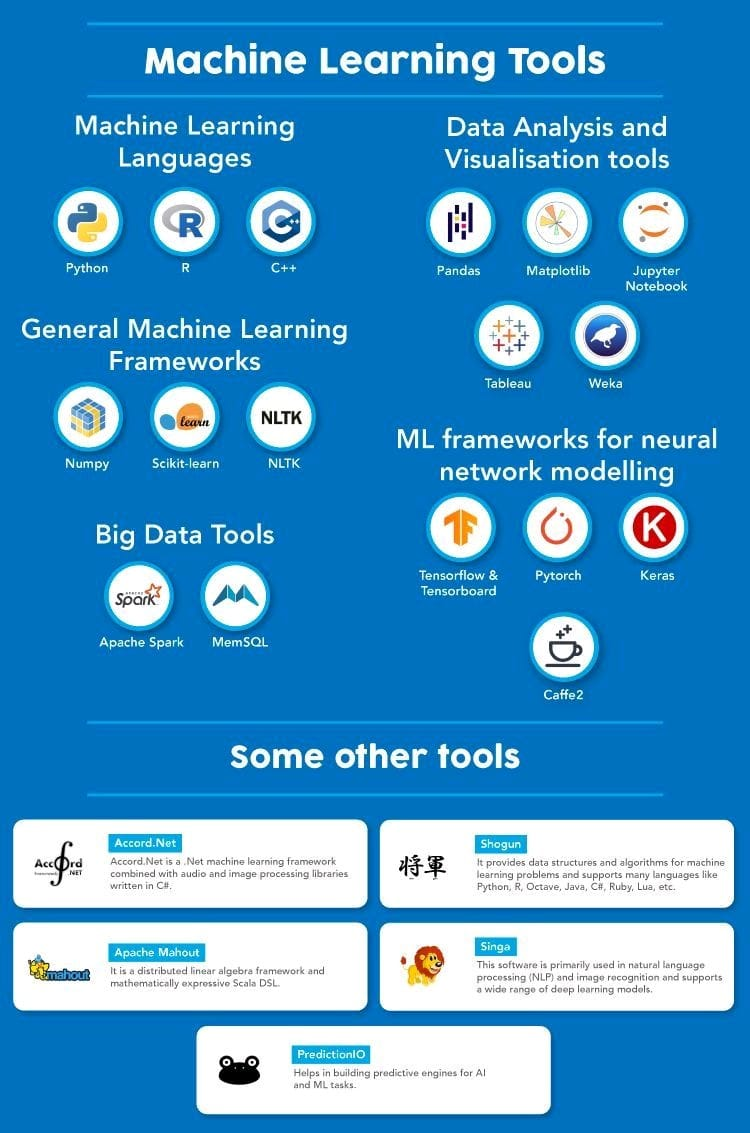 Machine Learning Tools
Machine Learning
Languages
Python
R
C++
General Machine Learning
Frameworks
Numpy
learn
Scikit-learn
NLTK
NLTK
Big Data Tools
APACHE
Spark
Apache Spark
MemSQL
Data Analysis and
Visualisation tools
Pandas
Matplotlib
Jupyter
Notebook
Tableau
Weka
ML frameworks for neural
network modelling
Tensorflow &
Tensorboard
Pytorch
K
Keras
Caffe2
Some other tools
Accord
.NET
Accord.Net
Accord.Net is a .Net machine learning framework
combined with audio and image processing libraries
written in C#.
将軍
Shogun
It provides data structures and algorithms for machine
learning problems and supports many languages like
Python, R, Octave, Java, C#, Ruby, Lua, etc.
mahout
Apache Mahout
It is a distributed linear algebra framework and
mathematically expressive Scala DSL.
Singa
This software is primarily used in natural language
processing (NLP) and image recognition and supports
a wide range of deep learning models.
PredictionIO
Helps in building predictive engines for AI
and ML tasks.